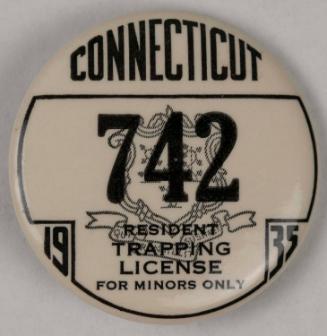 CONNECTICUT
742
RESIDENT
19 TRAPPING 35
LICENSE
FOR MINORS ONLY